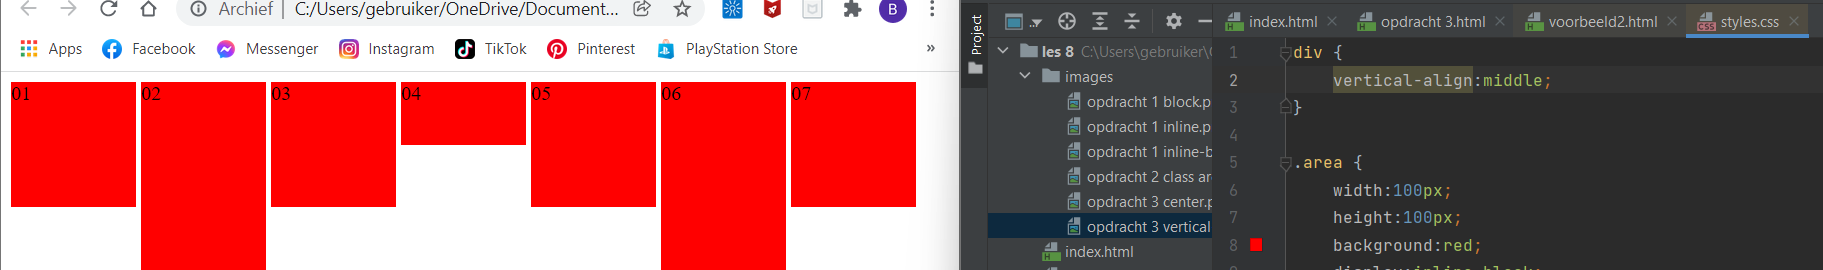 Archief | C:/Users/gebruiker/OneDrive/Document...
B
Apps Facebook Messenger Instagram TikTok Pinterest PlayStation Store »
01 02 03 04 05 06 07
Project
les 8 C:\Users\gebruiker\
images
opdracht 1 block.p
opdracht 1 inline.p
opdracht 1 inline-b
opdracht 2 class ar
opdracht 3 center.p
opdracht 3 vertical
index.html
index.html opdracht 3.html voorbeeld2.html styles.css
1 div {
2 vertical-align:middle;
3 }
4
5 .area {
6 width:100px;
7 height:100px;
8 background:red;
display:inline-block;